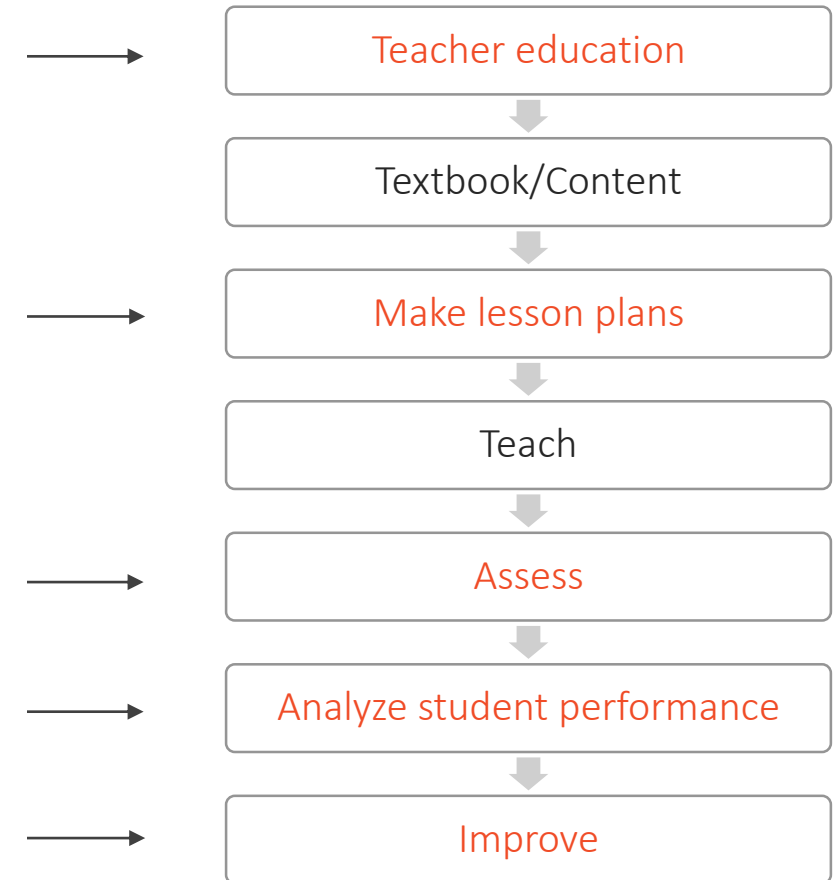 Teacher education
Textbook/Content
Make lesson plans
Teach
Assess
Analyze student performance
Improve